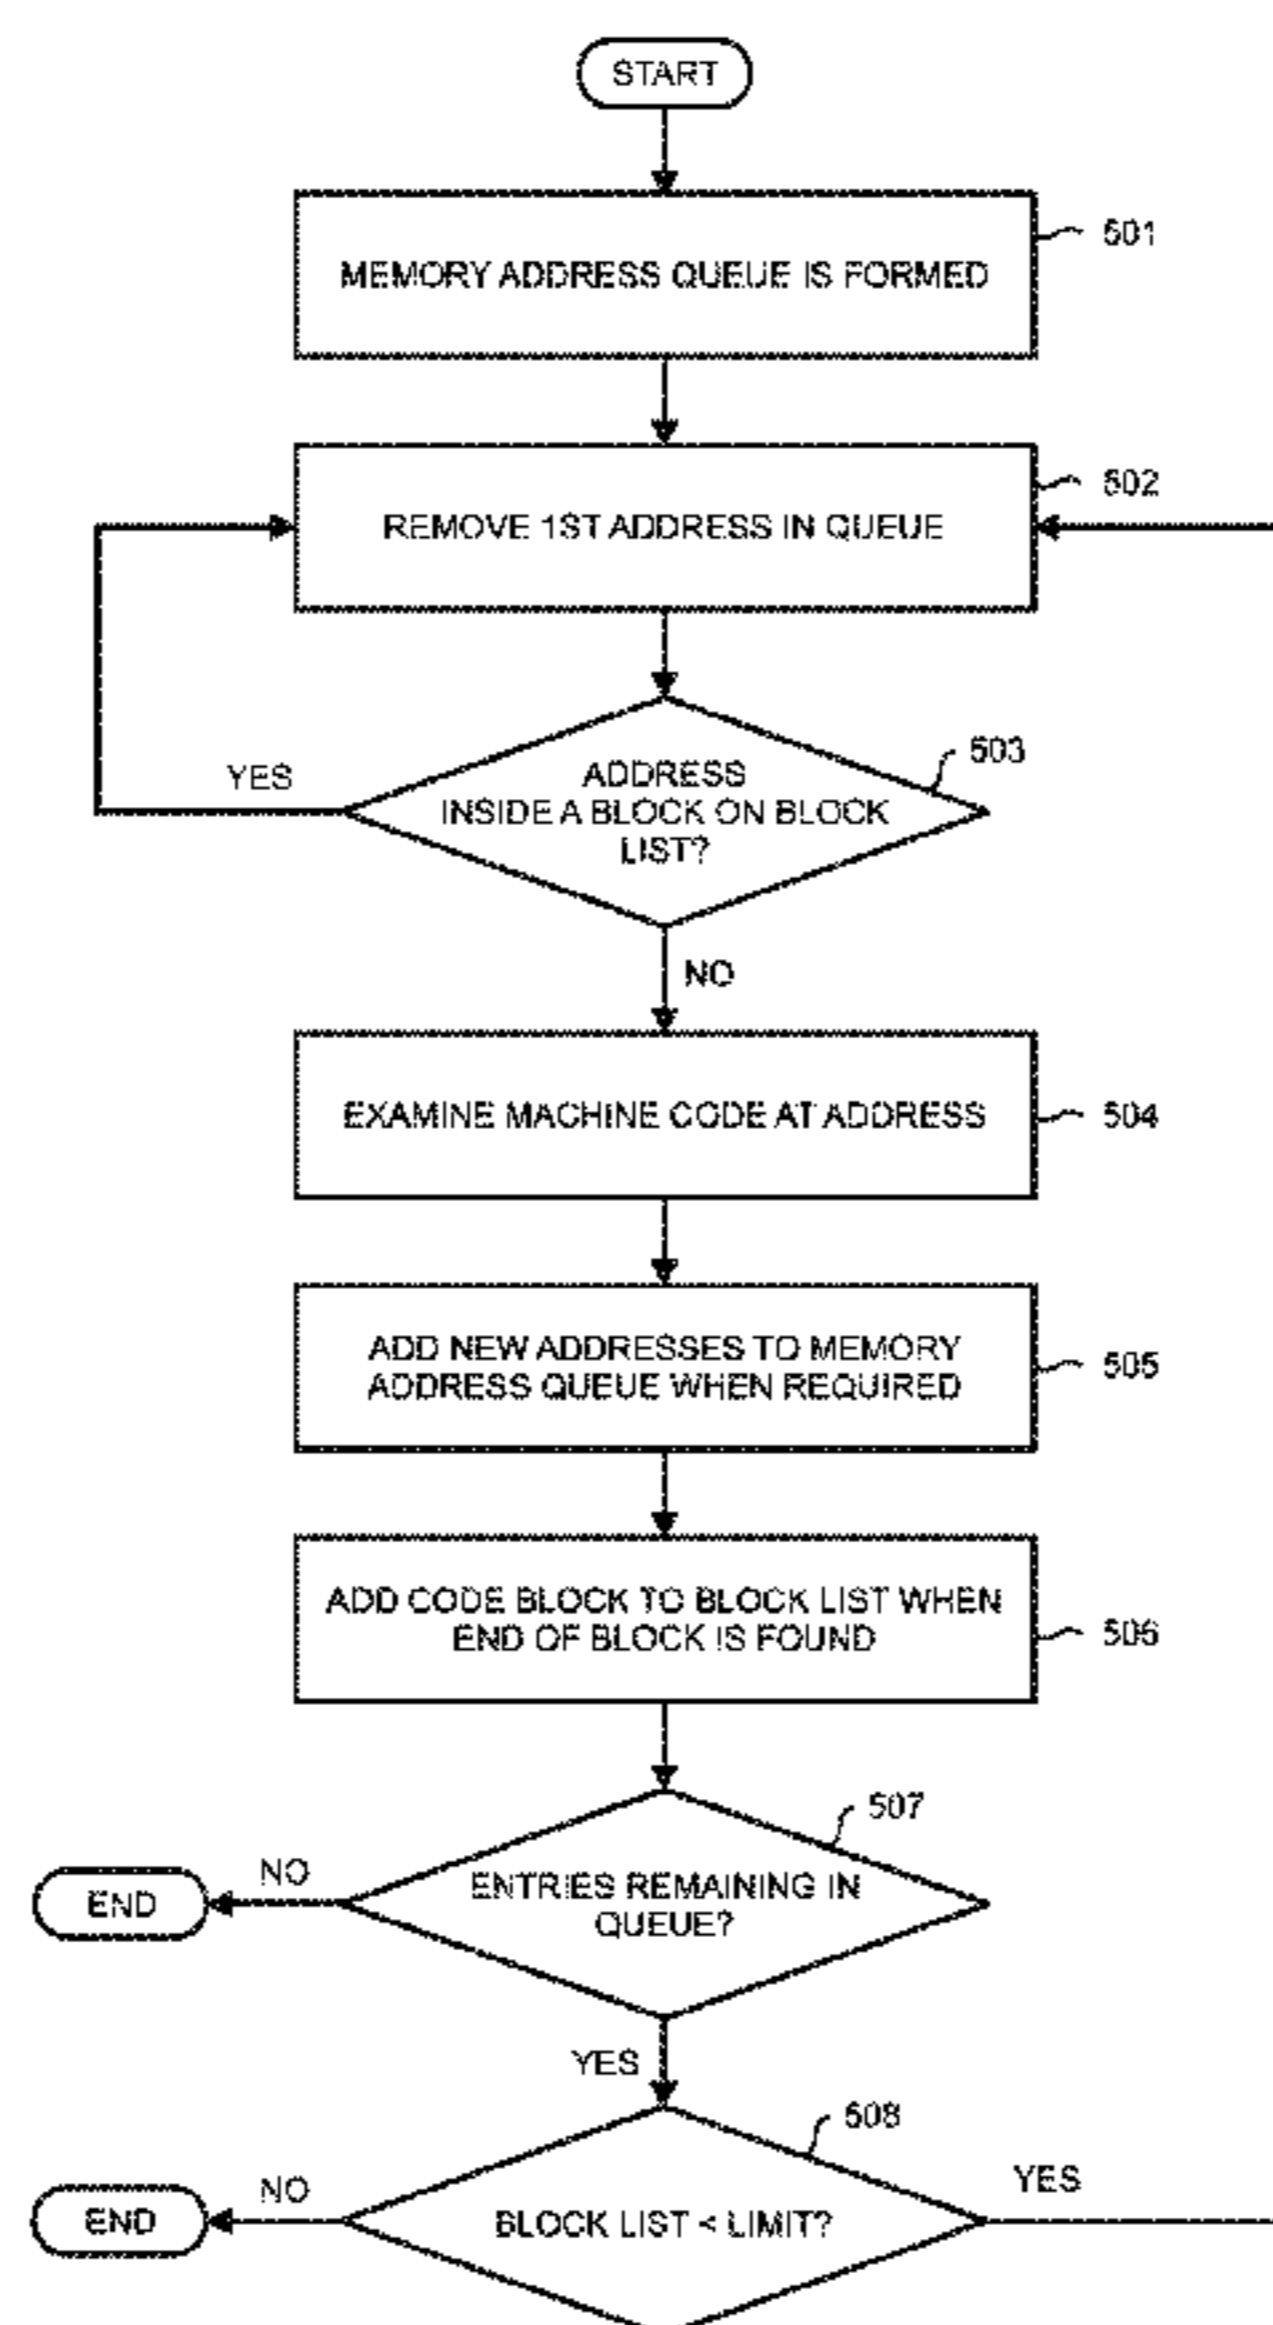 START
MEMORY ADDRESS QUEUE IS FORMED
501
REMOVE 1ST ADDRESS IN QUEUE
502
503
YES
ADDRESS
INSIDE A BLOCK ON BLOCK
LIST?
NO
EXAMINE MACHINE CODE AT ADDRESS
504
ADD NEW ADDRESSES TO MEMORY
ADDRESS QUEUE WHEN REQUIRED
505
ADD CODE BLOCK TO BLOCK LIST WHEN
END OF BLOCK IS FOUND
506
507
NO
END
ENTRIES REMAINING IN
QUEUE?
YES
508
NO
END
BLOCK LIST < LIMIT?
YES